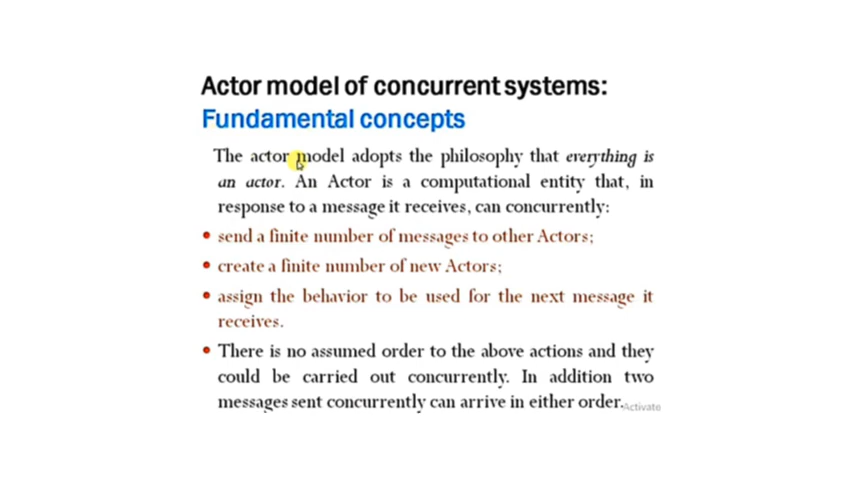 Actor model of concurrent systems:
Fundamental concepts
The actor model adopts the philosophy that everything is
an actor. An Actor is a computational entity that, in
response to a message it receives, can concurrently:
• send a finite number of messages to other Actors;
• create a finite number of new Actors;
• assign the behavior to be used for the next message it
receives.
• There is no assumed order to the above actions and they
could be carried out concurrently. In addition two
messages sent concurrently can arrive in either order.
Activate